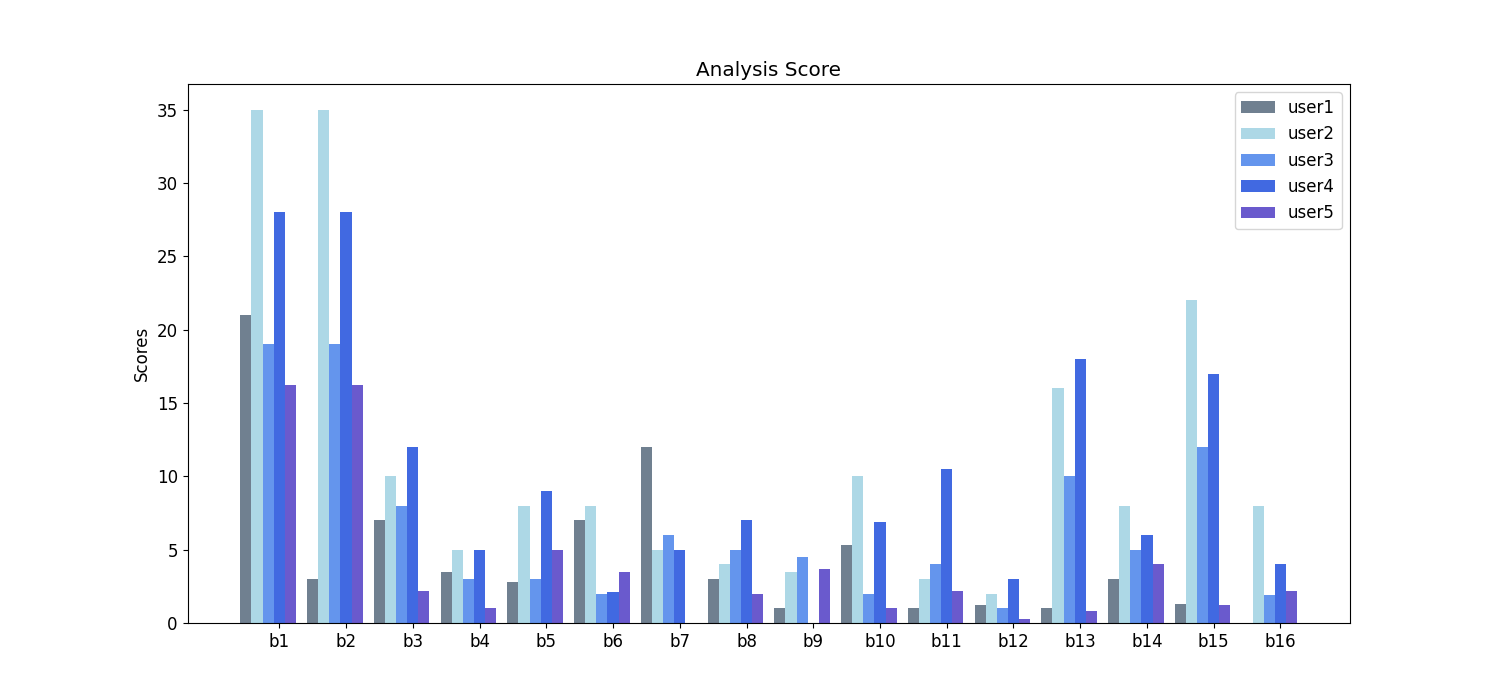 Analysis Score
user1
user2
user3
user4
user5
Scores
35
30
25
20
15
10
5
0
b1 b2 b3 b4 b5 b6 b7 b8 b9 b10 b11 b12 b13 b14 b15 b16